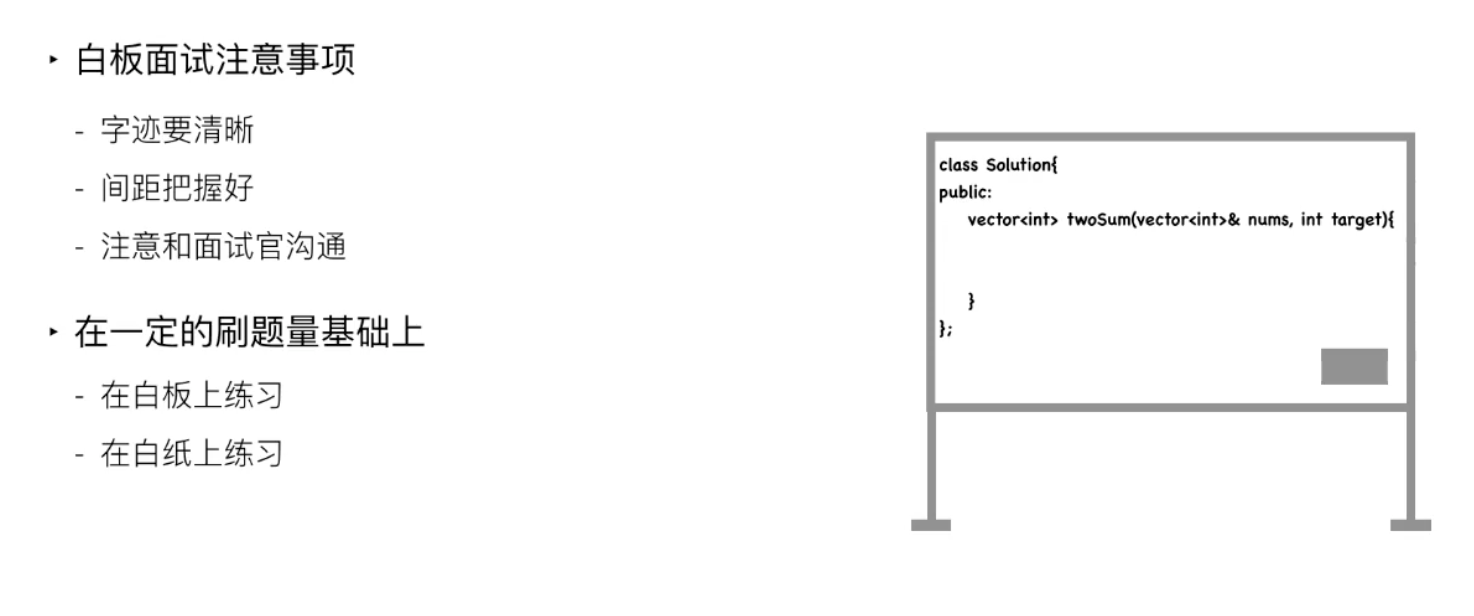 ‣ 白板面试注意事项
- 字迹要清晰
- 间距把握好
- 注意和面试官沟通
‣ 在一定的刷题量基础上
- 在白板上练习
- 在白纸上练习
class Solution{
public:
vector<int> twoSum(vector<int>& nums, int target){
}
};